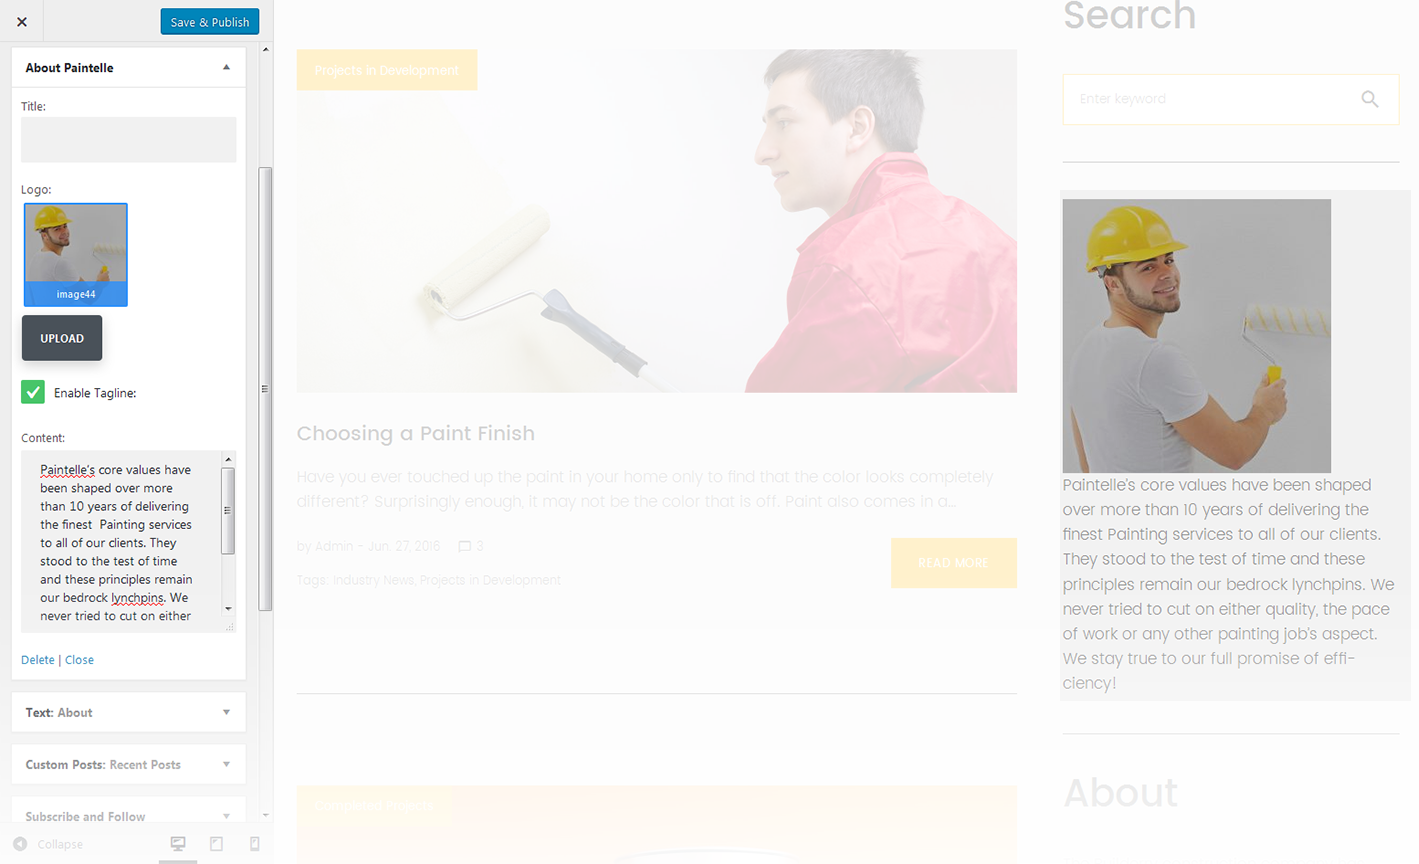 Save & Publish
About Paintelle
Title:
Logo:
image44
UPLOAD
Enable Tagline:
Content:
Paintelle's core values have
been shaped over more
than 10 years of delivering
the finest  Painting services
to all of our clients. They
stood to the test of time
and these principles remain
our bedrock lynchpins. We
never tried to cut on either
Delete | Close
Text: About
Custom Posts: Recent Posts
Subscribe and Follow
Collapse
Projects in Development
Choosing a Paint Finish
Have you ever touched up the paint in your home only to find that the color looks completely
different? Surprisingly enough, it may not be the color that is off. Paint also comes in a...
by Admin - Jun. 27, 2016 3
Tags: Industry News, Projects in Development
READ MORE
Completed Projects
Search
Enter keyword
Paintelle's core values have been shaped
over more than 10 years of delivering the
finest Painting services to all of our clients.
They stood to the test of time and these
principles remain our bedrock lynchpins. We
never tried to cut on either quality, the pace
of work or any other painting job's aspect.
We stay true to our full promise of effi-
ciency!
About